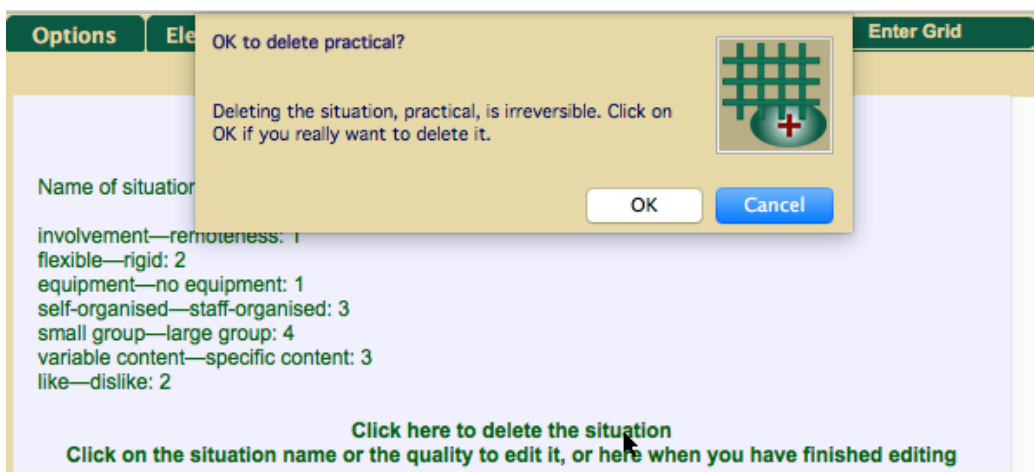 Options
Ele
Enter Grid
OK to delete practical?
Deleting the situation, practical, is irreversible. Click on
OK if you really want to delete it.
OK
Cancel
Name of situation
involvement—remoteness: 1
flexible—rigid: 2
equipment—no equipment: 1
self-organised—staff-organised: 3
small group—large group: 4
variable content—specific content: 3
like—dislike: 2
Click here to delete the situation
Click on the situation name or the quality to edit it, or here when you have finished editing